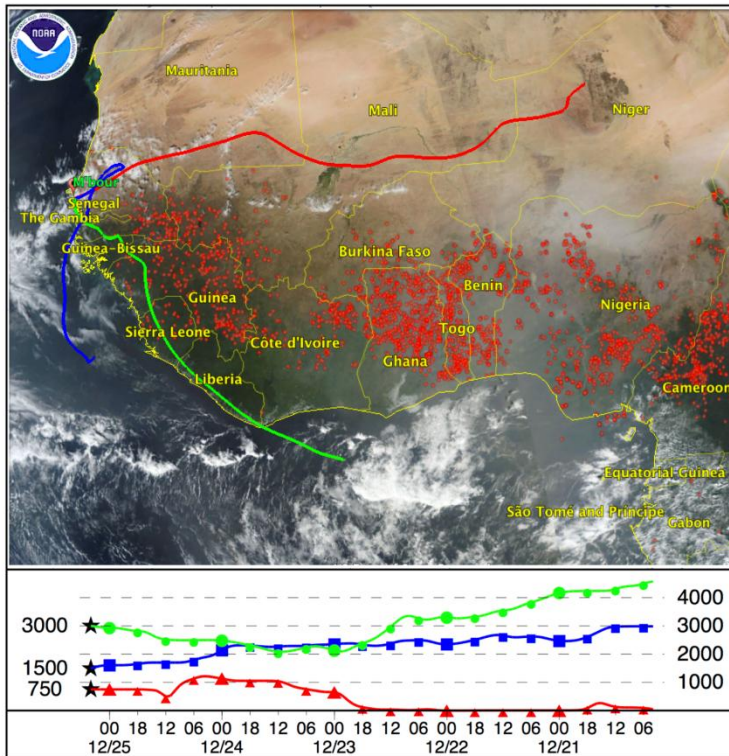 NOAA
Mauritania
Mali
Niger
M'bour
Senegal
The Gambia
Guinea-Bissau
Burkina Faso
Benin
Guinea
Nigeria
Sierra Leone
Côte d'Ivoire
Togo
Ghana
Liberia
Cameroon
Equatorial Guinea
São Tomé and Príncipe
Gabon
4000
3000 3000
2000
1500
1000
750
00 18 12 06 00 18 12 06 00 18 12 06 00 18 12 06 00 18 12 06
12/25 12/24 12/23 12/22 12/21